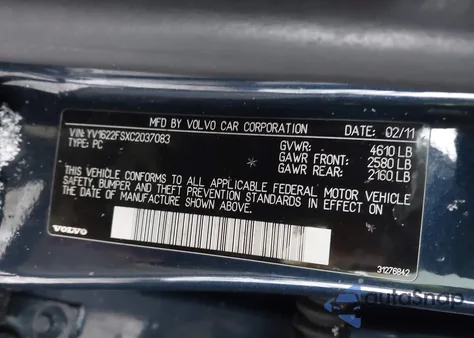 MFD BY VOLVO CAR CORPORATION DATE: 02/11
VIN: YV1622FSXC2037083
TYPE: PC
GVWR: 4610 LB
GAWR FRONT: 2580 LB
GAWR REAR: 2160 LB
THIS VEHICLE CONFORMS TO ALL APPLICABLE FEDERAL MOTOR VEHICLE
SAFETY, BUMPER AND THEFT PREVENTION STANDARDS IN EFFECT ON
THE DATE OF MANUFACTURE SHOWN ABOVE.
VOLVO
31276842
autoShop